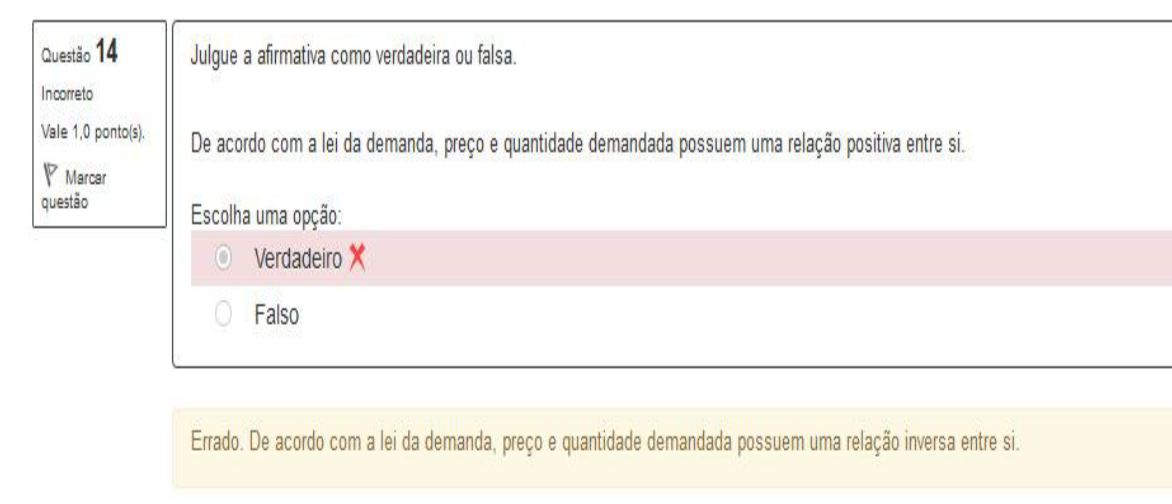 Questão 14
Incorreto
Vale 1,0 ponto(s).
Marcar
questão
Julgue a afirmativa como verdadeira ou falsa.
De acordo com a lei da demanda, preço e quantidade demandada possuem uma relação positiva entre si.
Escolha uma opção:
Verdadeiro
Falso
Errado. De acordo com a lei da demanda, preço e quantidade demandada possuem uma relação inversa entre si.